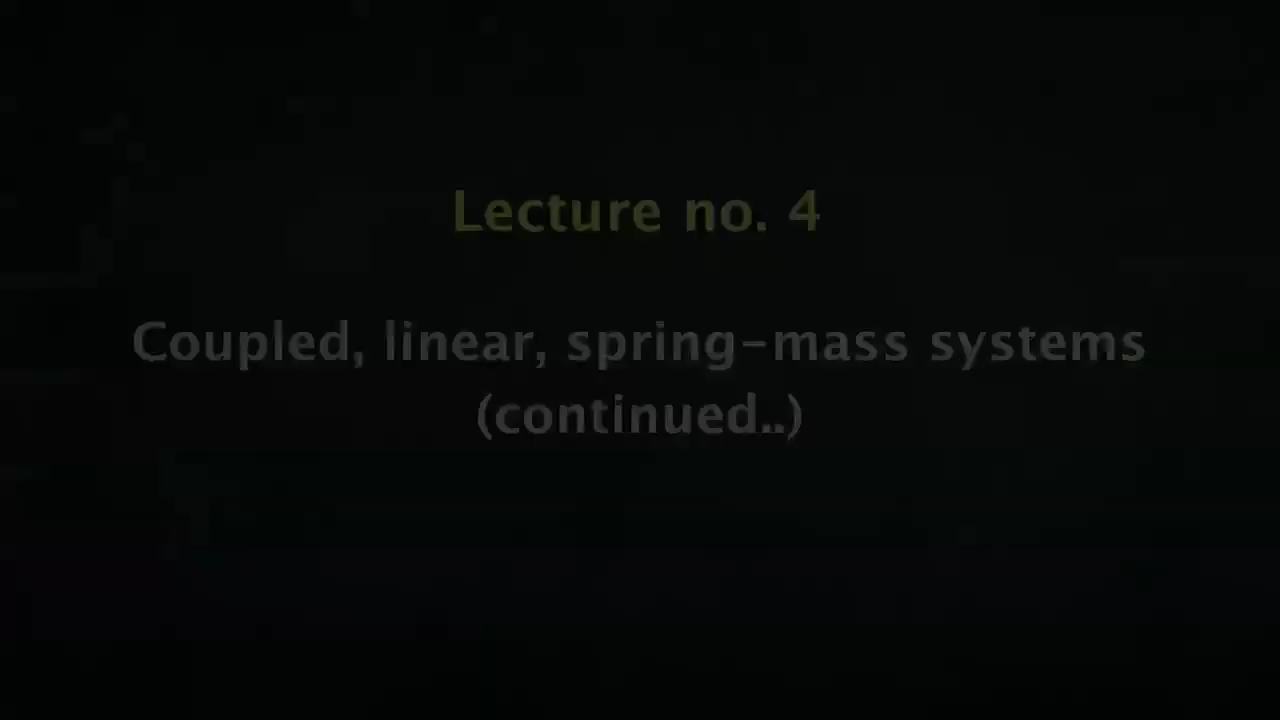 Lecture no. 4
Coupled, linear, spring-mass systems
(continued..)